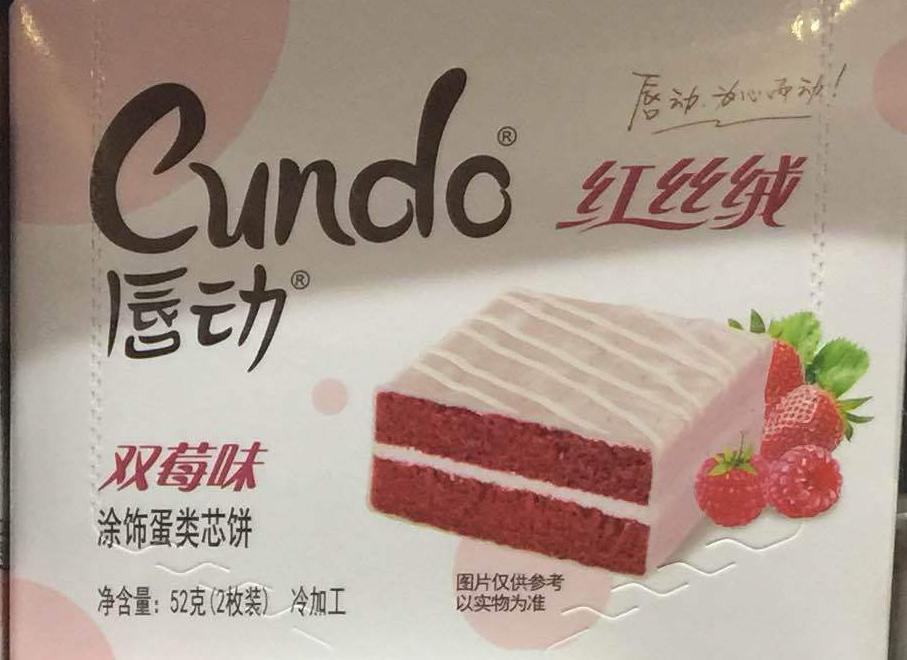 Cundo®
唇动，为心而动！
红丝绒
唇动®
双莓味
涂饰蛋类芯饼
净含量：52克(2枚装) 冷加工
图片仅供参考
以实物为准